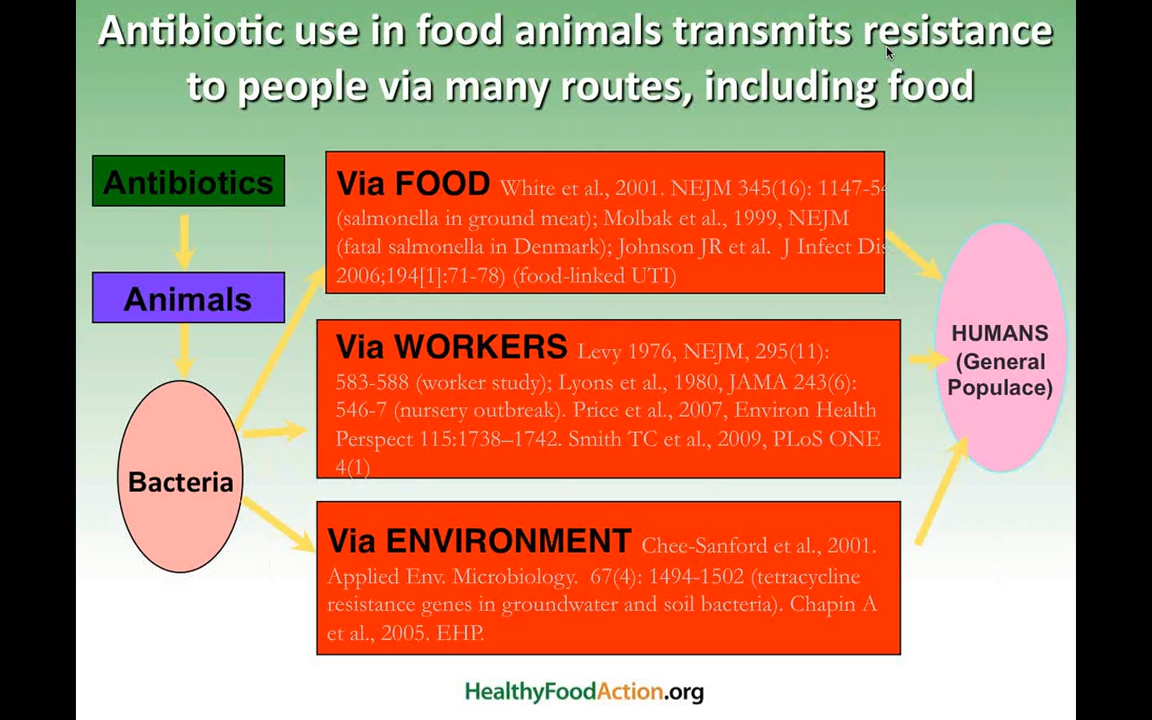 Antibiotic use in food animals transmits resistance
to people via many routes, including food
Antibiotics
Animals
Bacteria
Via FOOD White et al., 2001. NEJM 345(16): 1147-54
(salmonella in ground meat); Molbak et al., 1999, NEJM
(fatal salmonella in Denmark); Johnson JR et al. J Infect Dis
2006;194[1]:71-78) (food-linked UTI)
Via WORKERS Levy 1976, NEJM, 295(11):
583-588 (worker study); Lyons et al., 1980, JAMA 243(6):
546-7 (nursery outbreak). Price et al., 2007, Environ Health
Perspect 115:1738–1742. Smith TC et al., 2009, PLoS ONE
4(1)
Via ENVIRONMENT Chee-Sanford et al., 2001.
Applied Env. Microbiology. 67(4): 1494-1502 (tetracycline
resistance genes in groundwater and soil bacteria). Chapin A
et al., 2005. EHP.
HUMANS
(General
Populace)
HealthyFoodAction.org